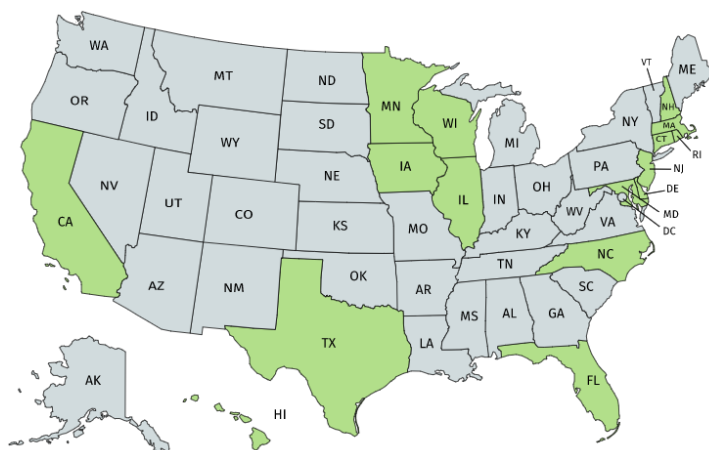 WA
MT
ND
MN
VT
ME
OR
ID
SD
WI
NH
NY
MA
WY
MI
CT
RI
NE
IA
PA
NJ
NV
IL
IN
OH
DE
UT
CO
WV
MD
CA
KS
MO
KY
VA
DC
NC
TN
AZ
NM
OK
AR
SC
MS
AL
GA
TX
LA
AK
FL
HI